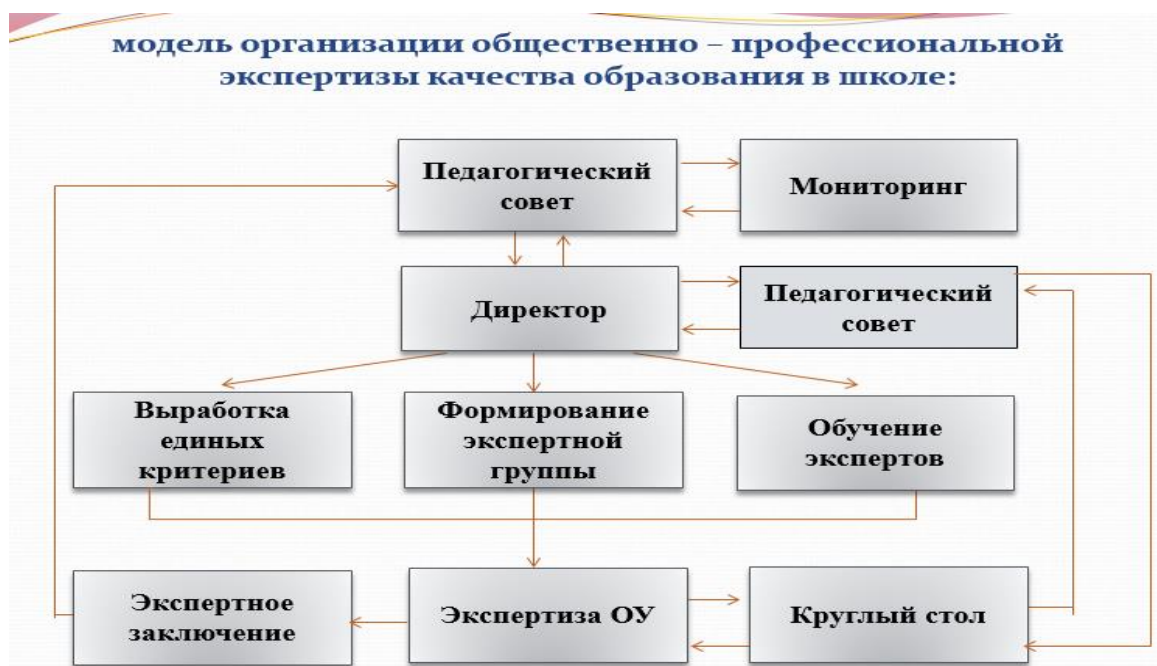 модель организации общественно – профессиональной
экспертизы качества образования в школе:
Педагогический
совет
Мониторинг
Директор
Педагогический
совет
Выработка
единых
критериев
Формирование
экспертной
группы
Обучение
экспертов
Экспертное
заключение
Экспертиза ОУ
Круглый стол